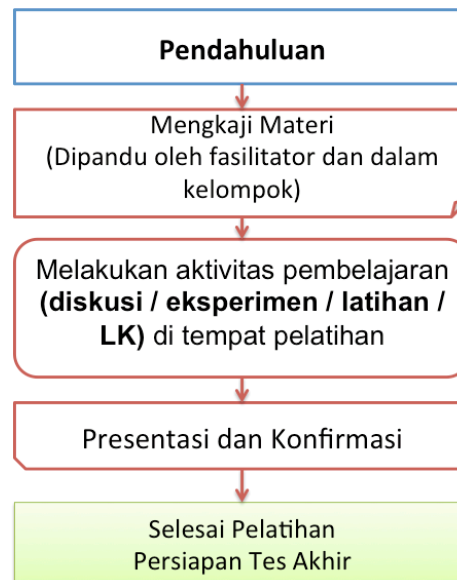 Pendahuluan
Mengkaji Materi
(Dipandu oleh fasilitator dan dalam
kelompok)
Melakukan aktivitas pembelajaran
(diskusi / eksperimen / latihan /
LK) di tempat pelatihan
Presentasi dan Konfirmasi
Selesai Pelatihan
Persiapan Tes Akhir